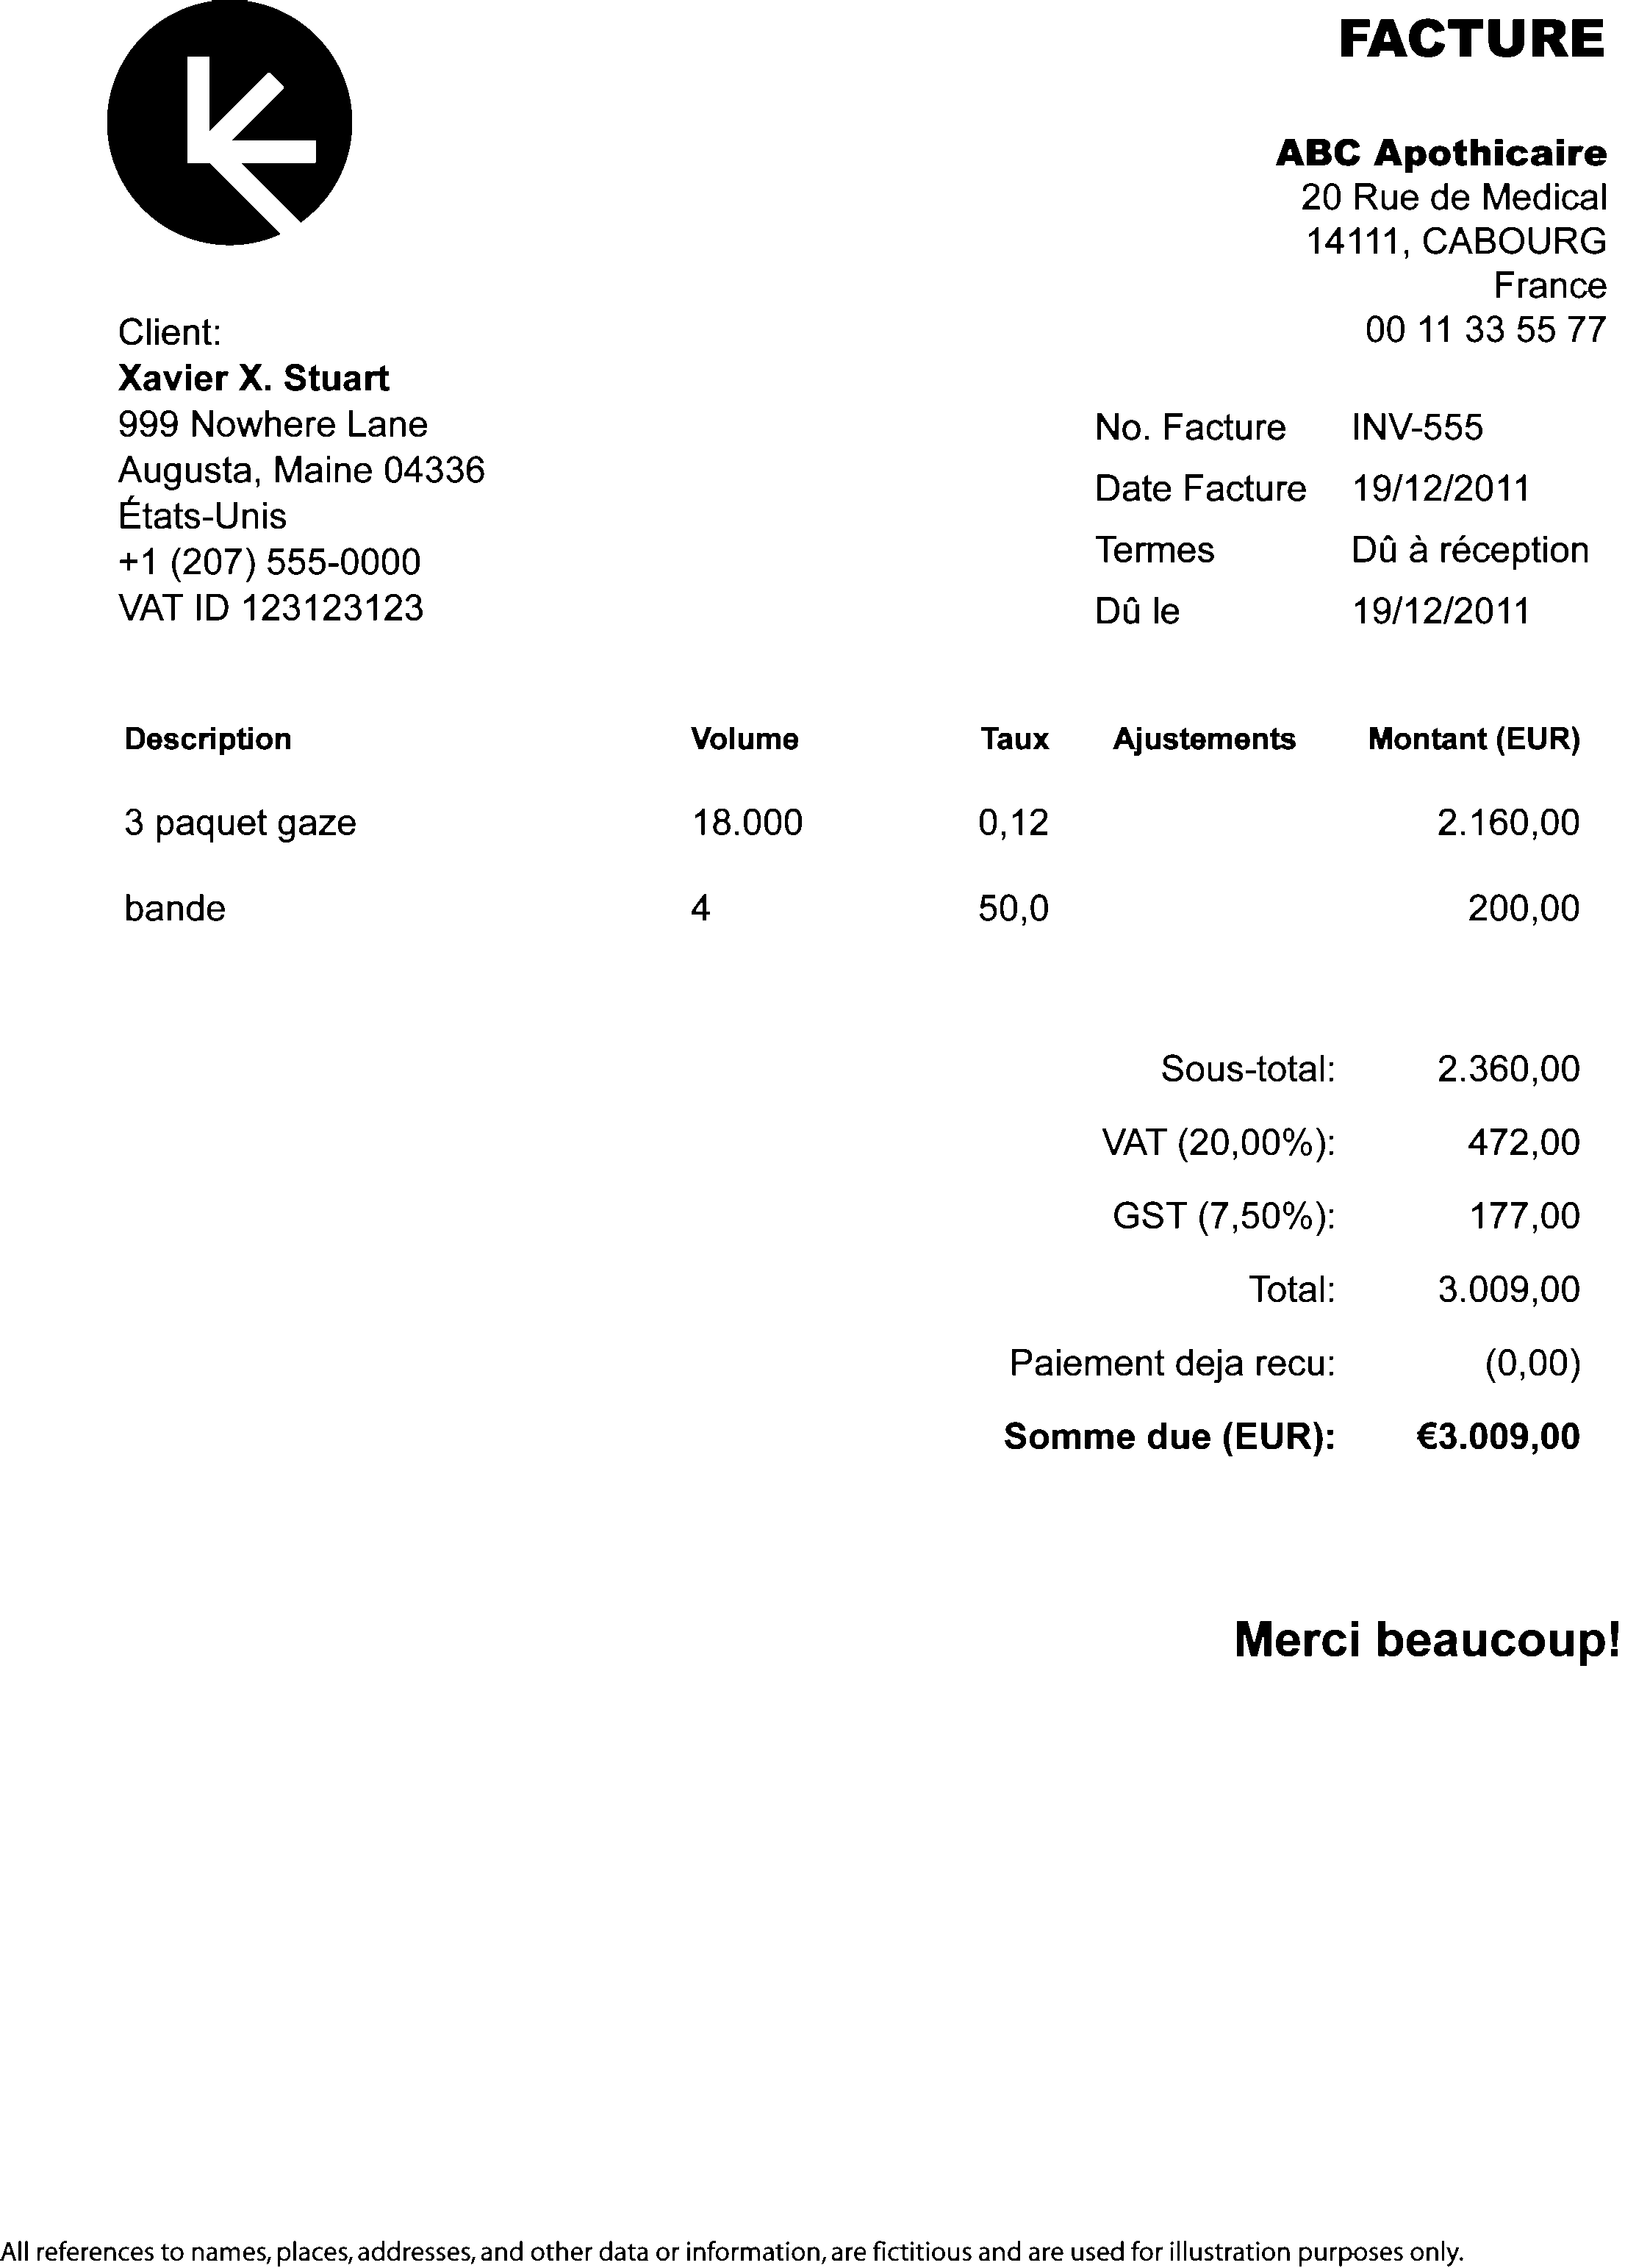 FACTURE
ABC Apothicaire
20 Rue de Medical
14111, CABOURG
France
00 11 33 55 77
Client:
Xavier X. Stuart
999 Nowhere Lane
Augusta, Maine 04336
États-Unis
+1 (207) 555-0000
VAT ID 123123123
No. Facture INV-555
Date Facture 19/12/2011
Termes Dû à réception
Dû le 19/12/2011
Description Volume Taux Ajustements Montant (EUR)
3 paquet gaze 18.000 0,12 2.160,00
bande 4 50,0 200,00
Sous-total: 2.360,00
VAT (20,00%): 472,00
GST (7,50%): 177,00
Total: 3.009,00
Paiement deja recu: (0,00)
Somme due (EUR): €3.009,00
Merci beaucoup!
All references to names, places, addresses, and other data or information, are fictitious and are used for illustration purposes only.